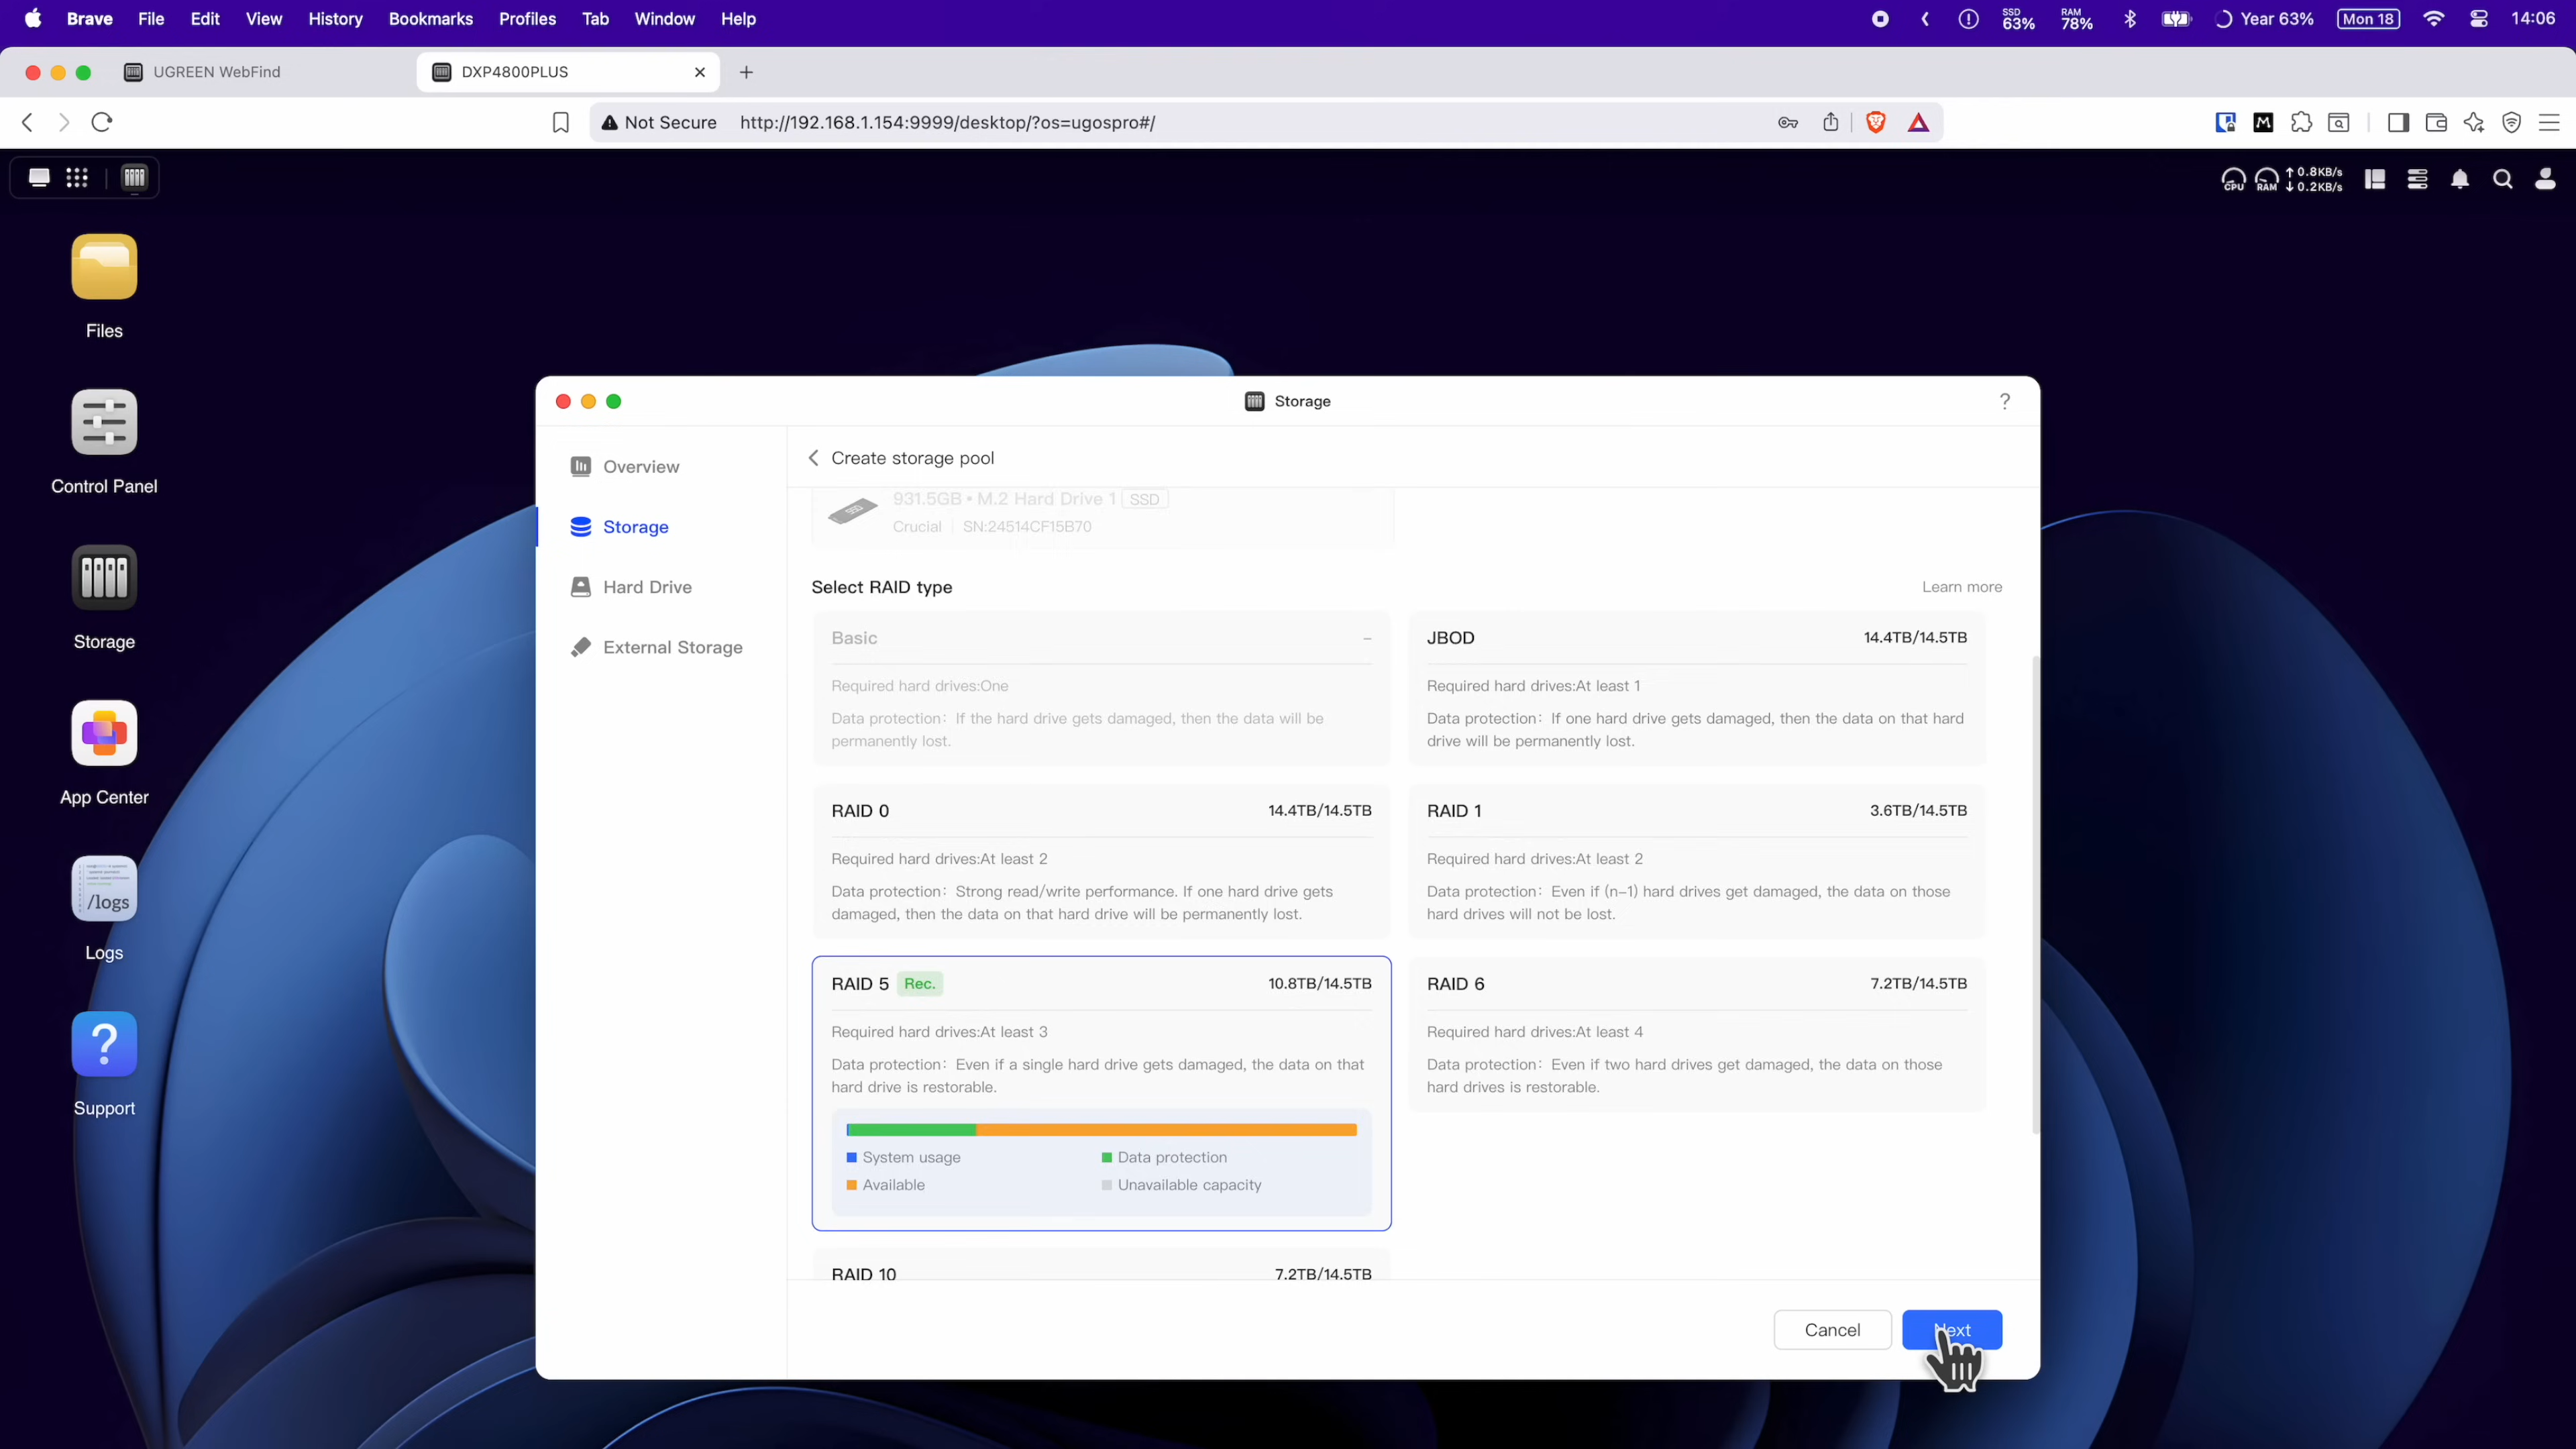 Brave File Edit View History Bookmarks Profiles Tab Window Help SSD 63% RAM 78% Year 63% Mon 18 14:06
UGREEN WebFind DXP4800PLUS
Not Secure http://192.168.1.154:9999/desktop/?os=ugospro#/
CPU RAM ↑ 0.8KB/s ↓ 0.2KB/s
Files
Control Panel
Storage
App Center
/logs
Logs
?
Support
Storage ?
Overview
Storage
Hard Drive
External Storage
Create storage pool
SSD
931.5GB • M.2 Hard Drive 1 SSD
Crucial SN:24514CF15B70
Select RAID type Learn more
Basic –
Required hard drives:One
Data protection: If the hard drive gets damaged, then the data will be
permanently lost.
JBOD 14.4TB/14.5TB
Required hard drives:At least 1
Data protection: If one hard drive gets damaged, then the data on that hard
drive will be permanently lost.
RAID 0 14.4TB/14.5TB
Required hard drives:At least 2
Data protection: Strong read/write performance. If one hard drive gets
damaged, then the data on that hard drive will be permanently lost.
RAID 1 3.6TB/14.5TB
Required hard drives:At least 2
Data protection: Even if (n-1) hard drives get damaged, the data on those
hard drives will not be lost.
RAID 5 Rec. 10.8TB/14.5TB
Required hard drives:At least 3
Data protection: Even if a single hard drive gets damaged, the data on that
hard drive is restorable.
System usage Data protection
Available Unavailable capacity
RAID 6 7.2TB/14.5TB
Required hard drives:At least 4
Data protection: Even if two hard drives get damaged, the data on those
hard drives is restorable.
RAID 10 7.2TB/14.5TB
Cancel Next